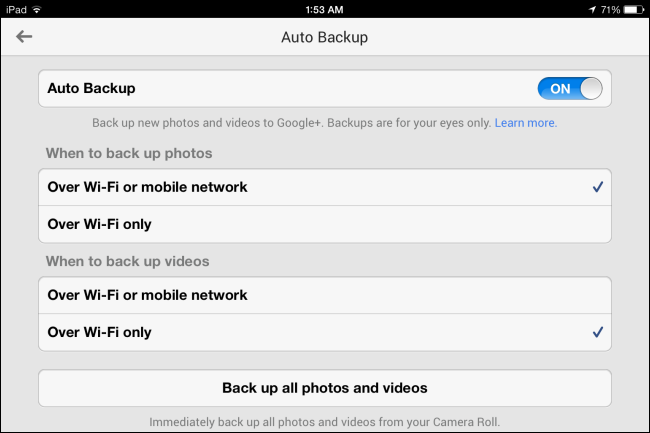 iPad 1:53 AM 71%
Auto Backup
Auto Backup ON
Back up new photos and videos to Google+. Backups are for your eyes only. Learn more.
When to back up photos
Over Wi-Fi or mobile network
Over Wi-Fi only
When to back up videos
Over Wi-Fi or mobile network
Over Wi-Fi only
Back up all photos and videos
Immediately back up all photos and videos from your Camera Roll.